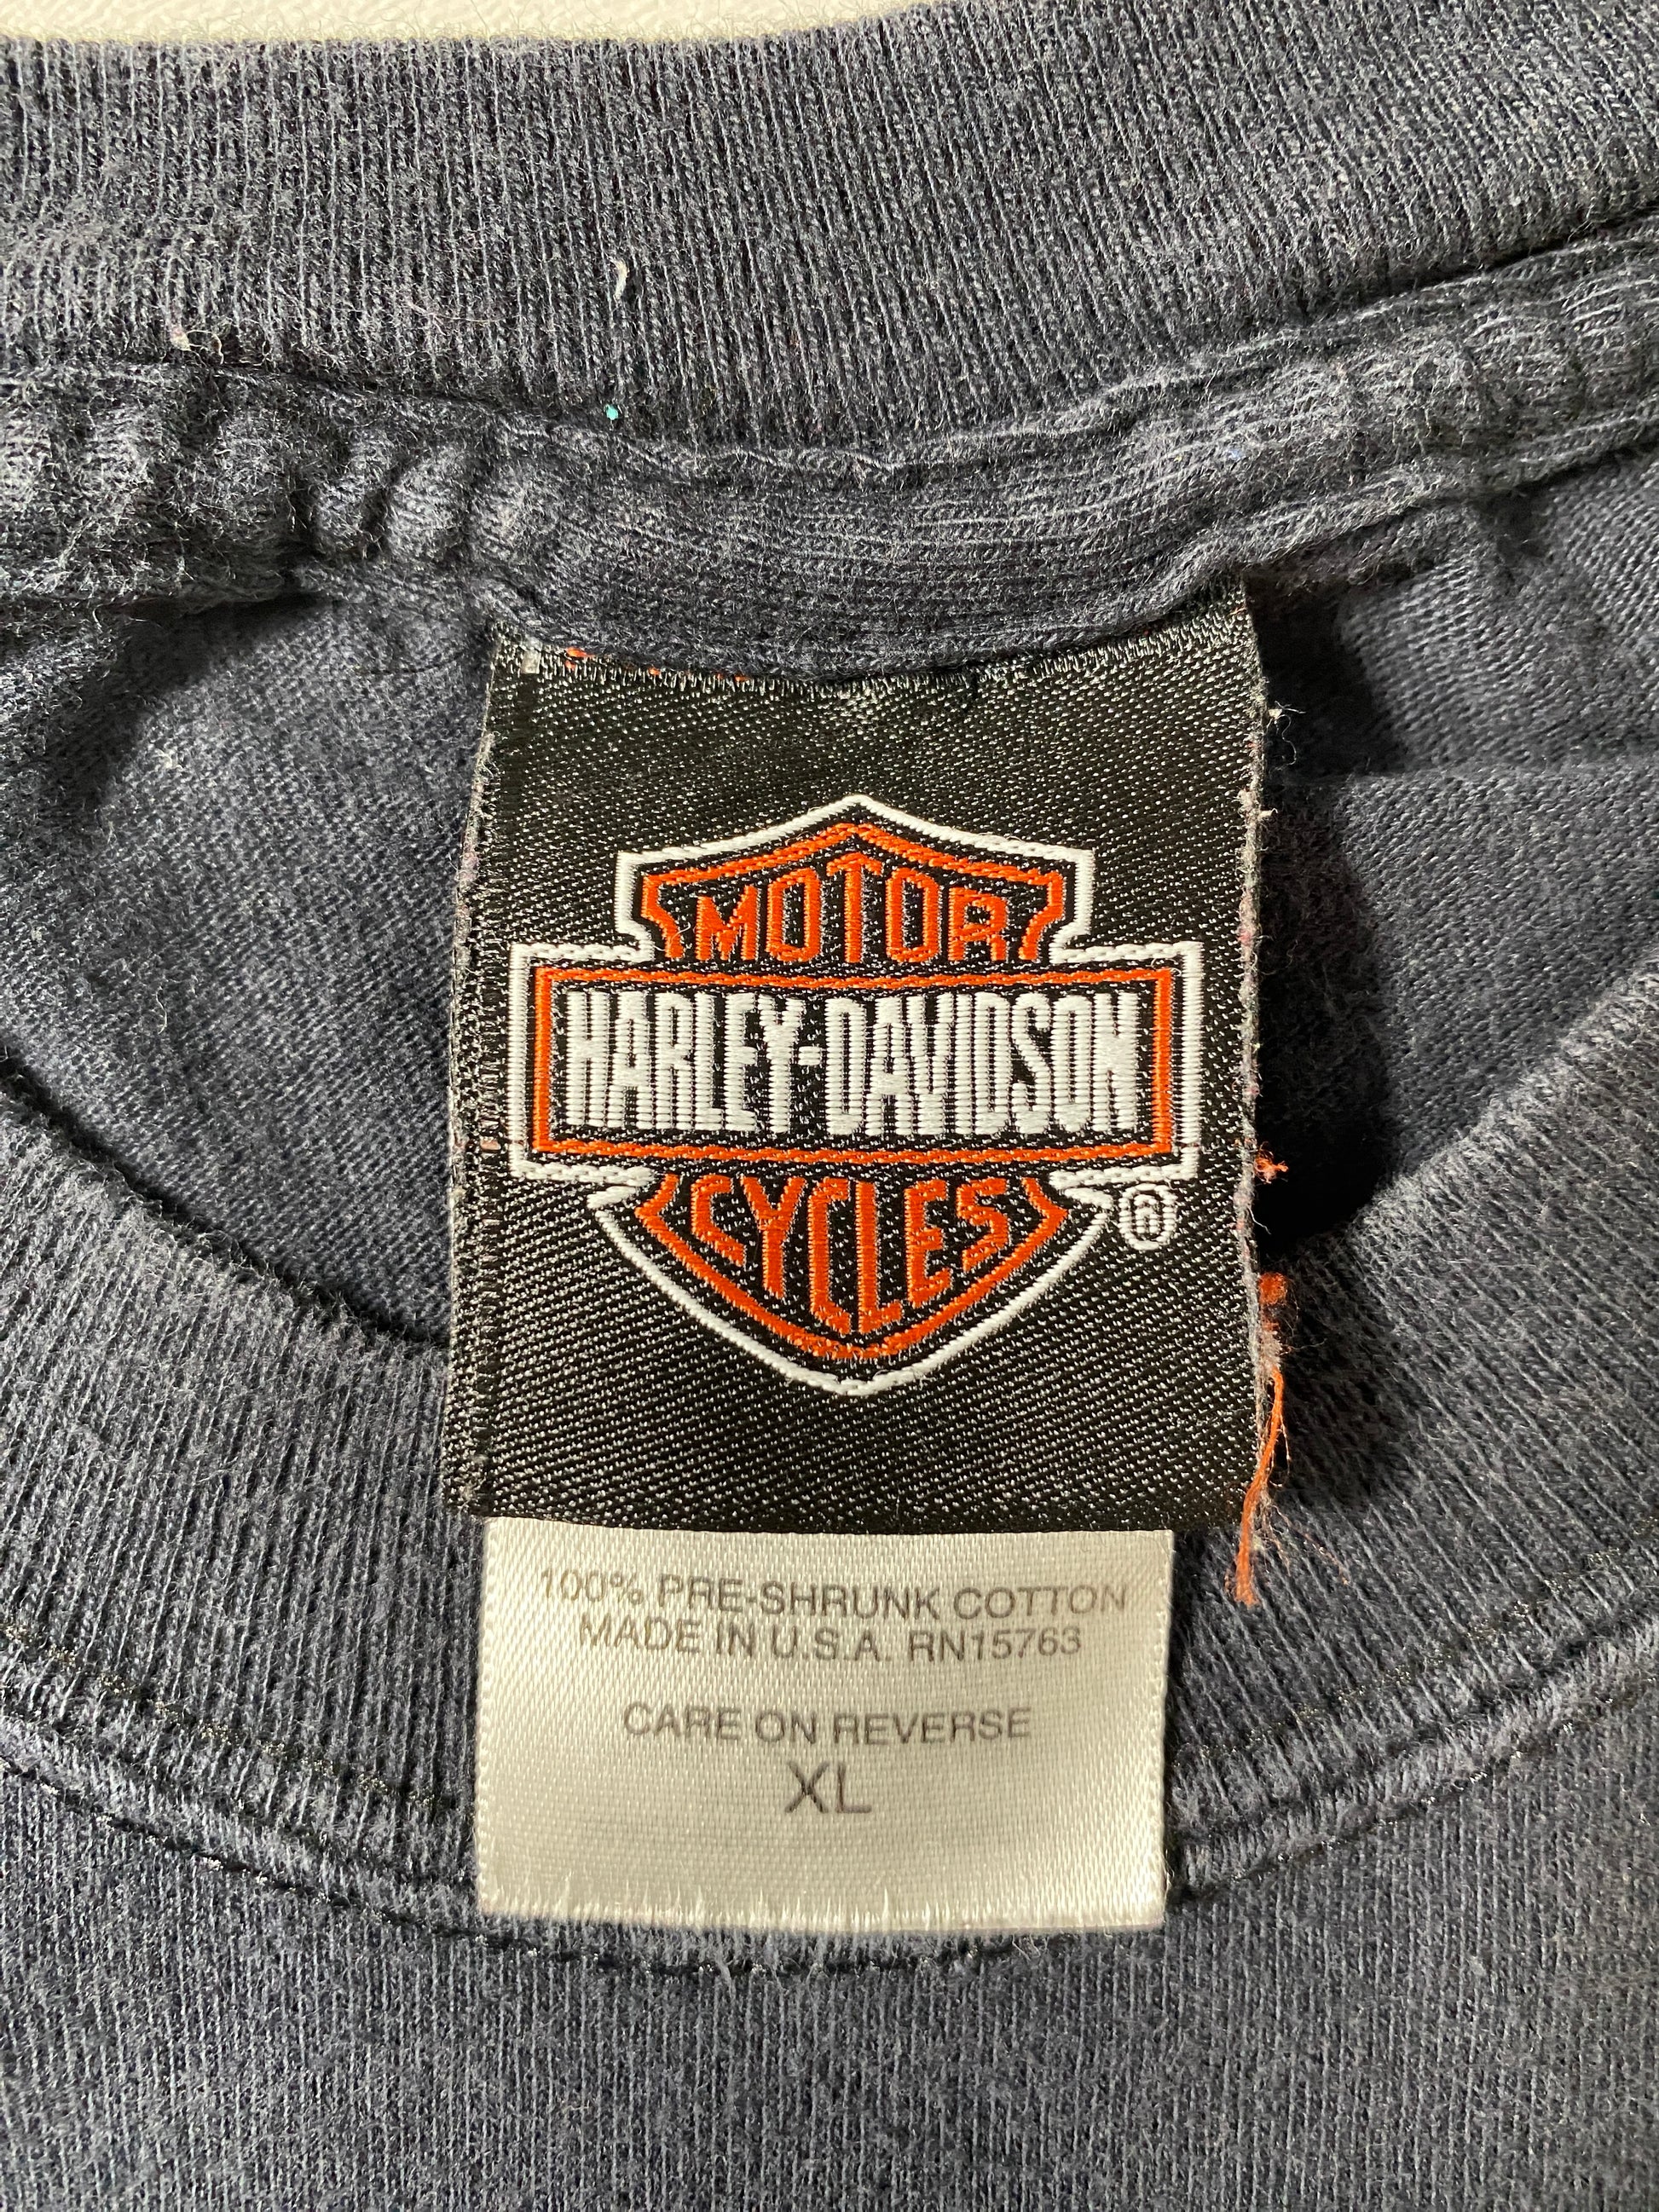 MOTOR
HARLEY-DAVIDSON
CYCLES
®
100% PRE-SHRUNK COTTON
MADE IN U.S.A. RN15763
CARE ON REVERSE
XL